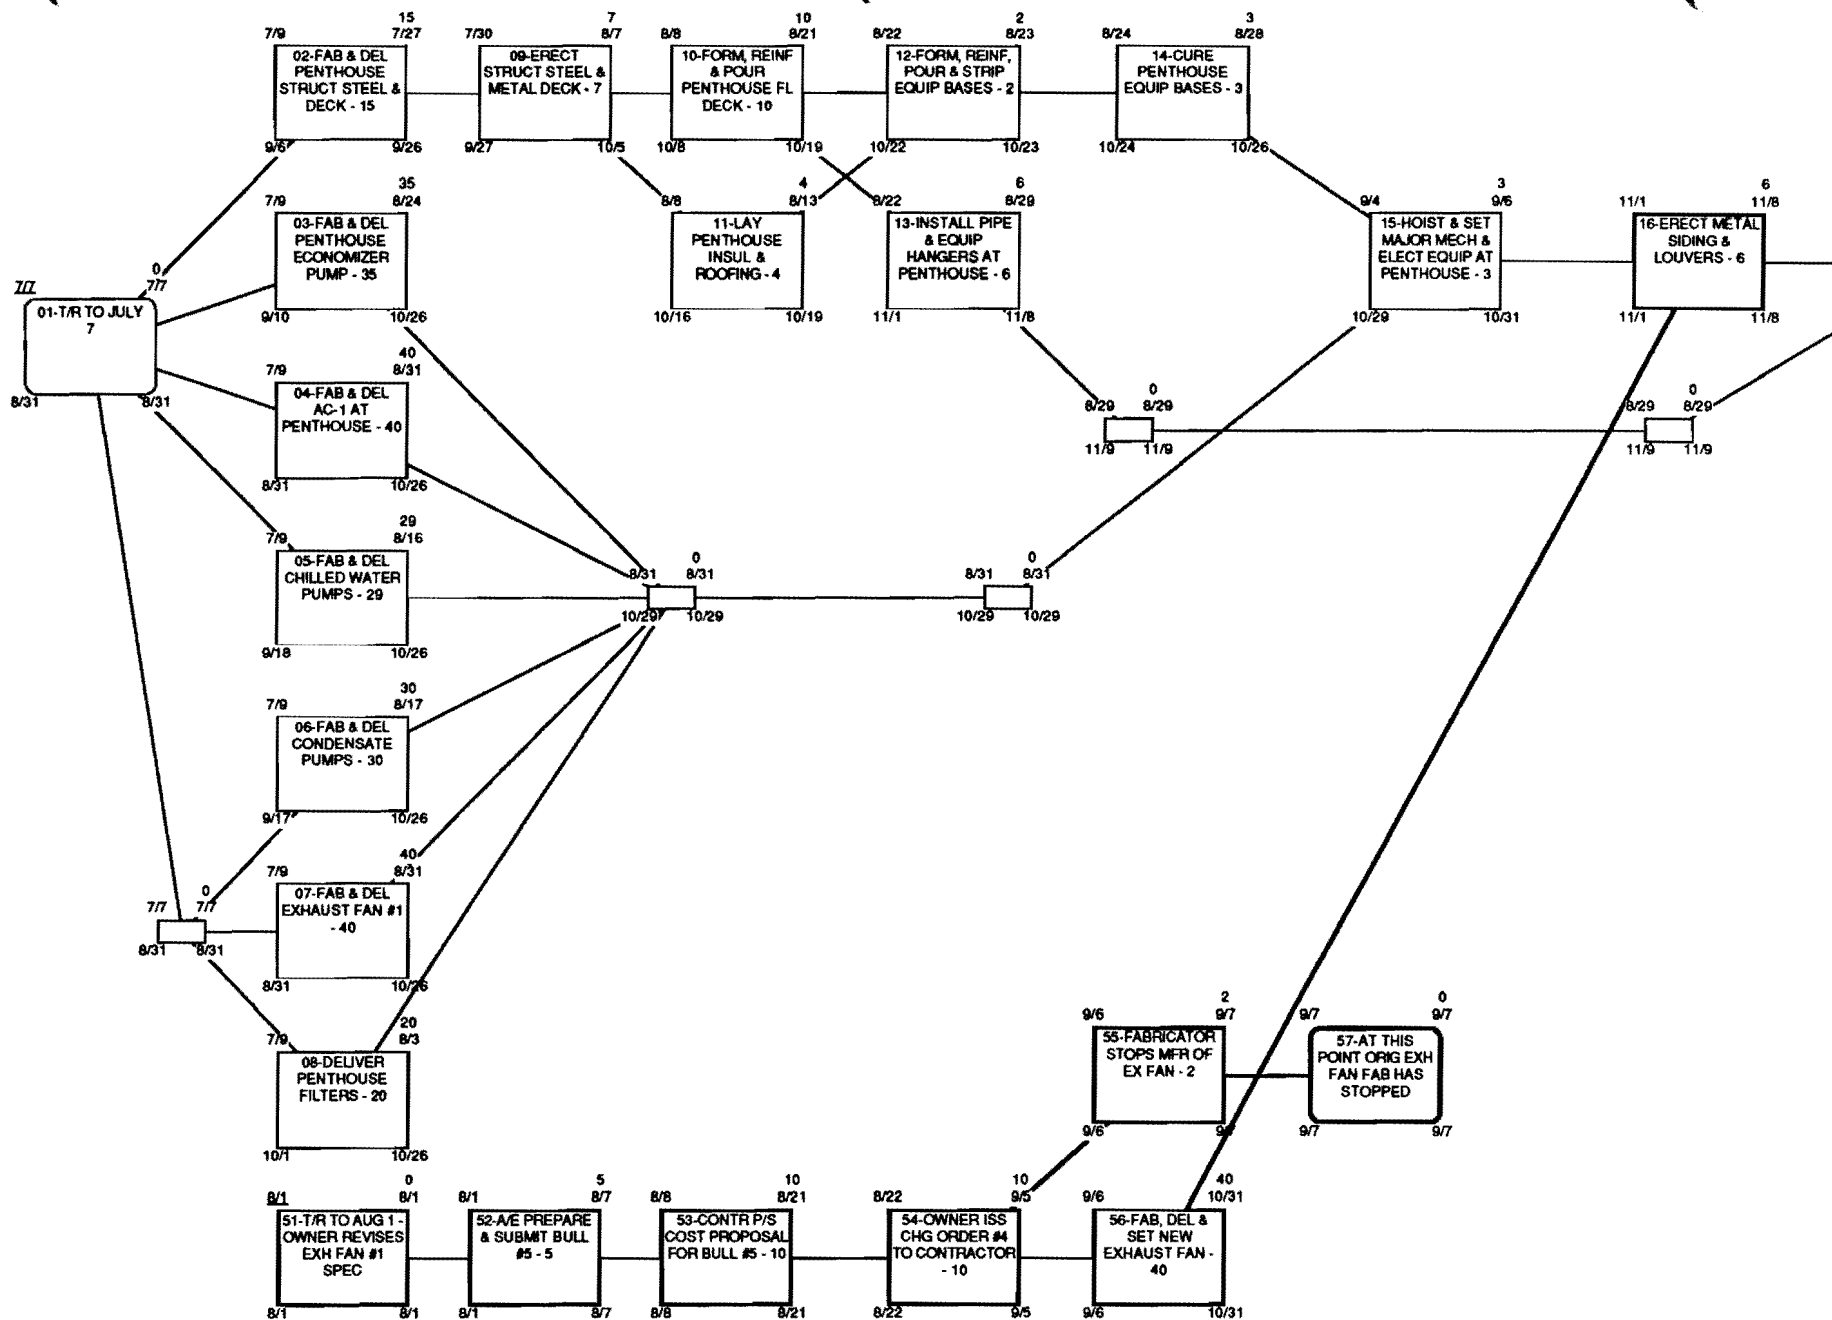 15
7/9 7/27
02-FAB & DEL
PENTHOUSE
STRUCT STEEL &
DECK - 15
9/6 9/26
7
7/30 8/7
09-ERECT
STRUCT STEEL &
METAL DECK - 7
9/27 10/5
10
8/8 8/21
10-FORM, REINF
& POUR
PENTHOUSE FL
DECK - 10
10/8 10/19
2
8/22 8/23
12-FORM, REINF,
POUR & STRIP
EQUIP BASES - 2
10/22 10/23
3
8/24 8/28
14-CURE
PENTHOUSE
EQUIP BASES - 3
10/24 10/26
35
7/9 8/24
03-FAB & DEL
PENTHOUSE
ECONOMIZER
PUMP - 35
9/10 10/26
4
8/8 8/13
11-LAY
PENTHOUSE
INSUL &
ROOFING - 4
10/16 10/19
6
8/22 8/29
13-INSTALL PIPE
& EQUIP
HANGERS AT
PENTHOUSE - 6
11/1 11/8
3
9/4 9/6
15-HOIST & SET
MAJOR MECH &
ELECT EQUIP AT
PENTHOUSE - 3
10/29 10/31
6
11/1 11/8
16-ERECT METAL
SIDING &
LOUVERS - 6
11/1 11/8
0
7/7 7/7
01-T/R TO JULY
7
8/31 8/31
40
7/9 8/31
04-FAB & DEL
AC-1 AT
PENTHOUSE - 40
8/31 10/26
0
8/29 8/29
11/9 11/9
0
8/29 8/29
11/9 11/9
29
7/9 8/16
05-FAB & DEL
CHILLED WATER
PUMPS - 29
9/18 10/26
0
8/31 8/31
10/29 10/29
0
8/31 8/31
10/29 10/29
30
7/9 8/17
06-FAB & DEL
CONDENSATE
PUMPS - 30
9/17 10/26
0
7/7 7/7
8/31 8/31
40
7/9 8/31
07-FAB & DEL
EXHAUST FAN #1
- 40
8/31 10/26
20
7/9 8/3
08-DELIVER
PENTHOUSE
FILTERS - 20
10/1 10/26
2
9/6 9/7
55-FABRICATOR
STOPS MFR OF
EX FAN - 2
9/6 9/7
0
9/7 9/7
57-AT THIS
POINT ORIG EXH
FAN FAB HAS
STOPPED
9/7 9/7
0
8/1 8/1
51-T/R TO AUG 1 -
OWNER REVISES
EXH FAN #1
SPEC
8/1 8/1
5
8/1 8/7
52-A/E PREPARE
& SUBMIT BULL
#5 - 5
8/1 8/7
10
8/8 8/21
53-CONTR P/S
COST PROPOSAL
FOR BULL #5 - 10
8/8 8/21
10
8/22 9/5
54-OWNER ISS
CHG ORDER #4
TO CONTRACTOR
- 10
8/22 9/5
40
9/6 10/31
56-FAB, DEL &
SET NEW
EXHAUST FAN -
40
9/6 10/31